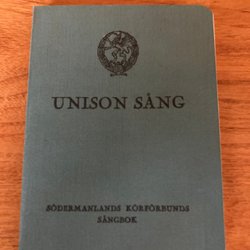 UNISON SÅNG
SÖDERMANLANDS KÖRFÖRBUNDS
SÅNGBOK